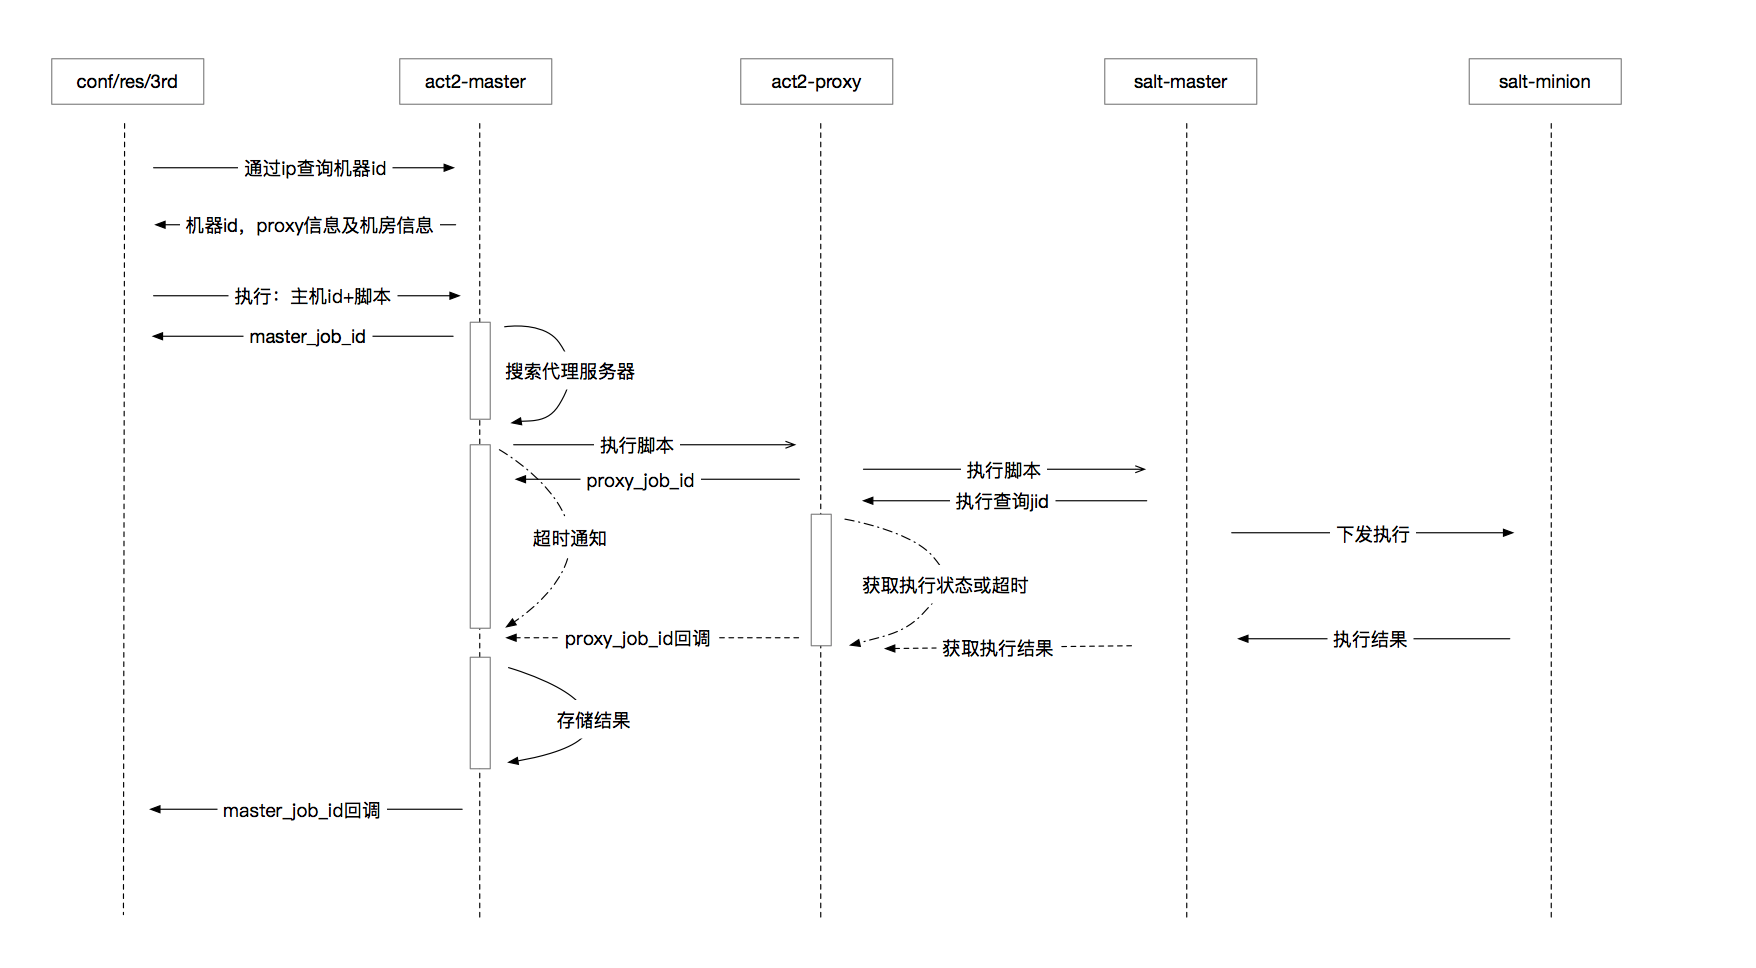 conf/res/3rd
act2-master
act2-proxy
salt-master
salt-minion
通过ip查询机器id
机器id，proxy信息及机房信息
执行：主机id+脚本
master_job_id
搜索代理服务器
执行脚本
执行脚本
proxy_job_id
执行查询jid
下发执行
超时通知
获取执行状态或超时
proxy_job_id回调
获取执行结果
执行结果
存储结果
master_job_id回调